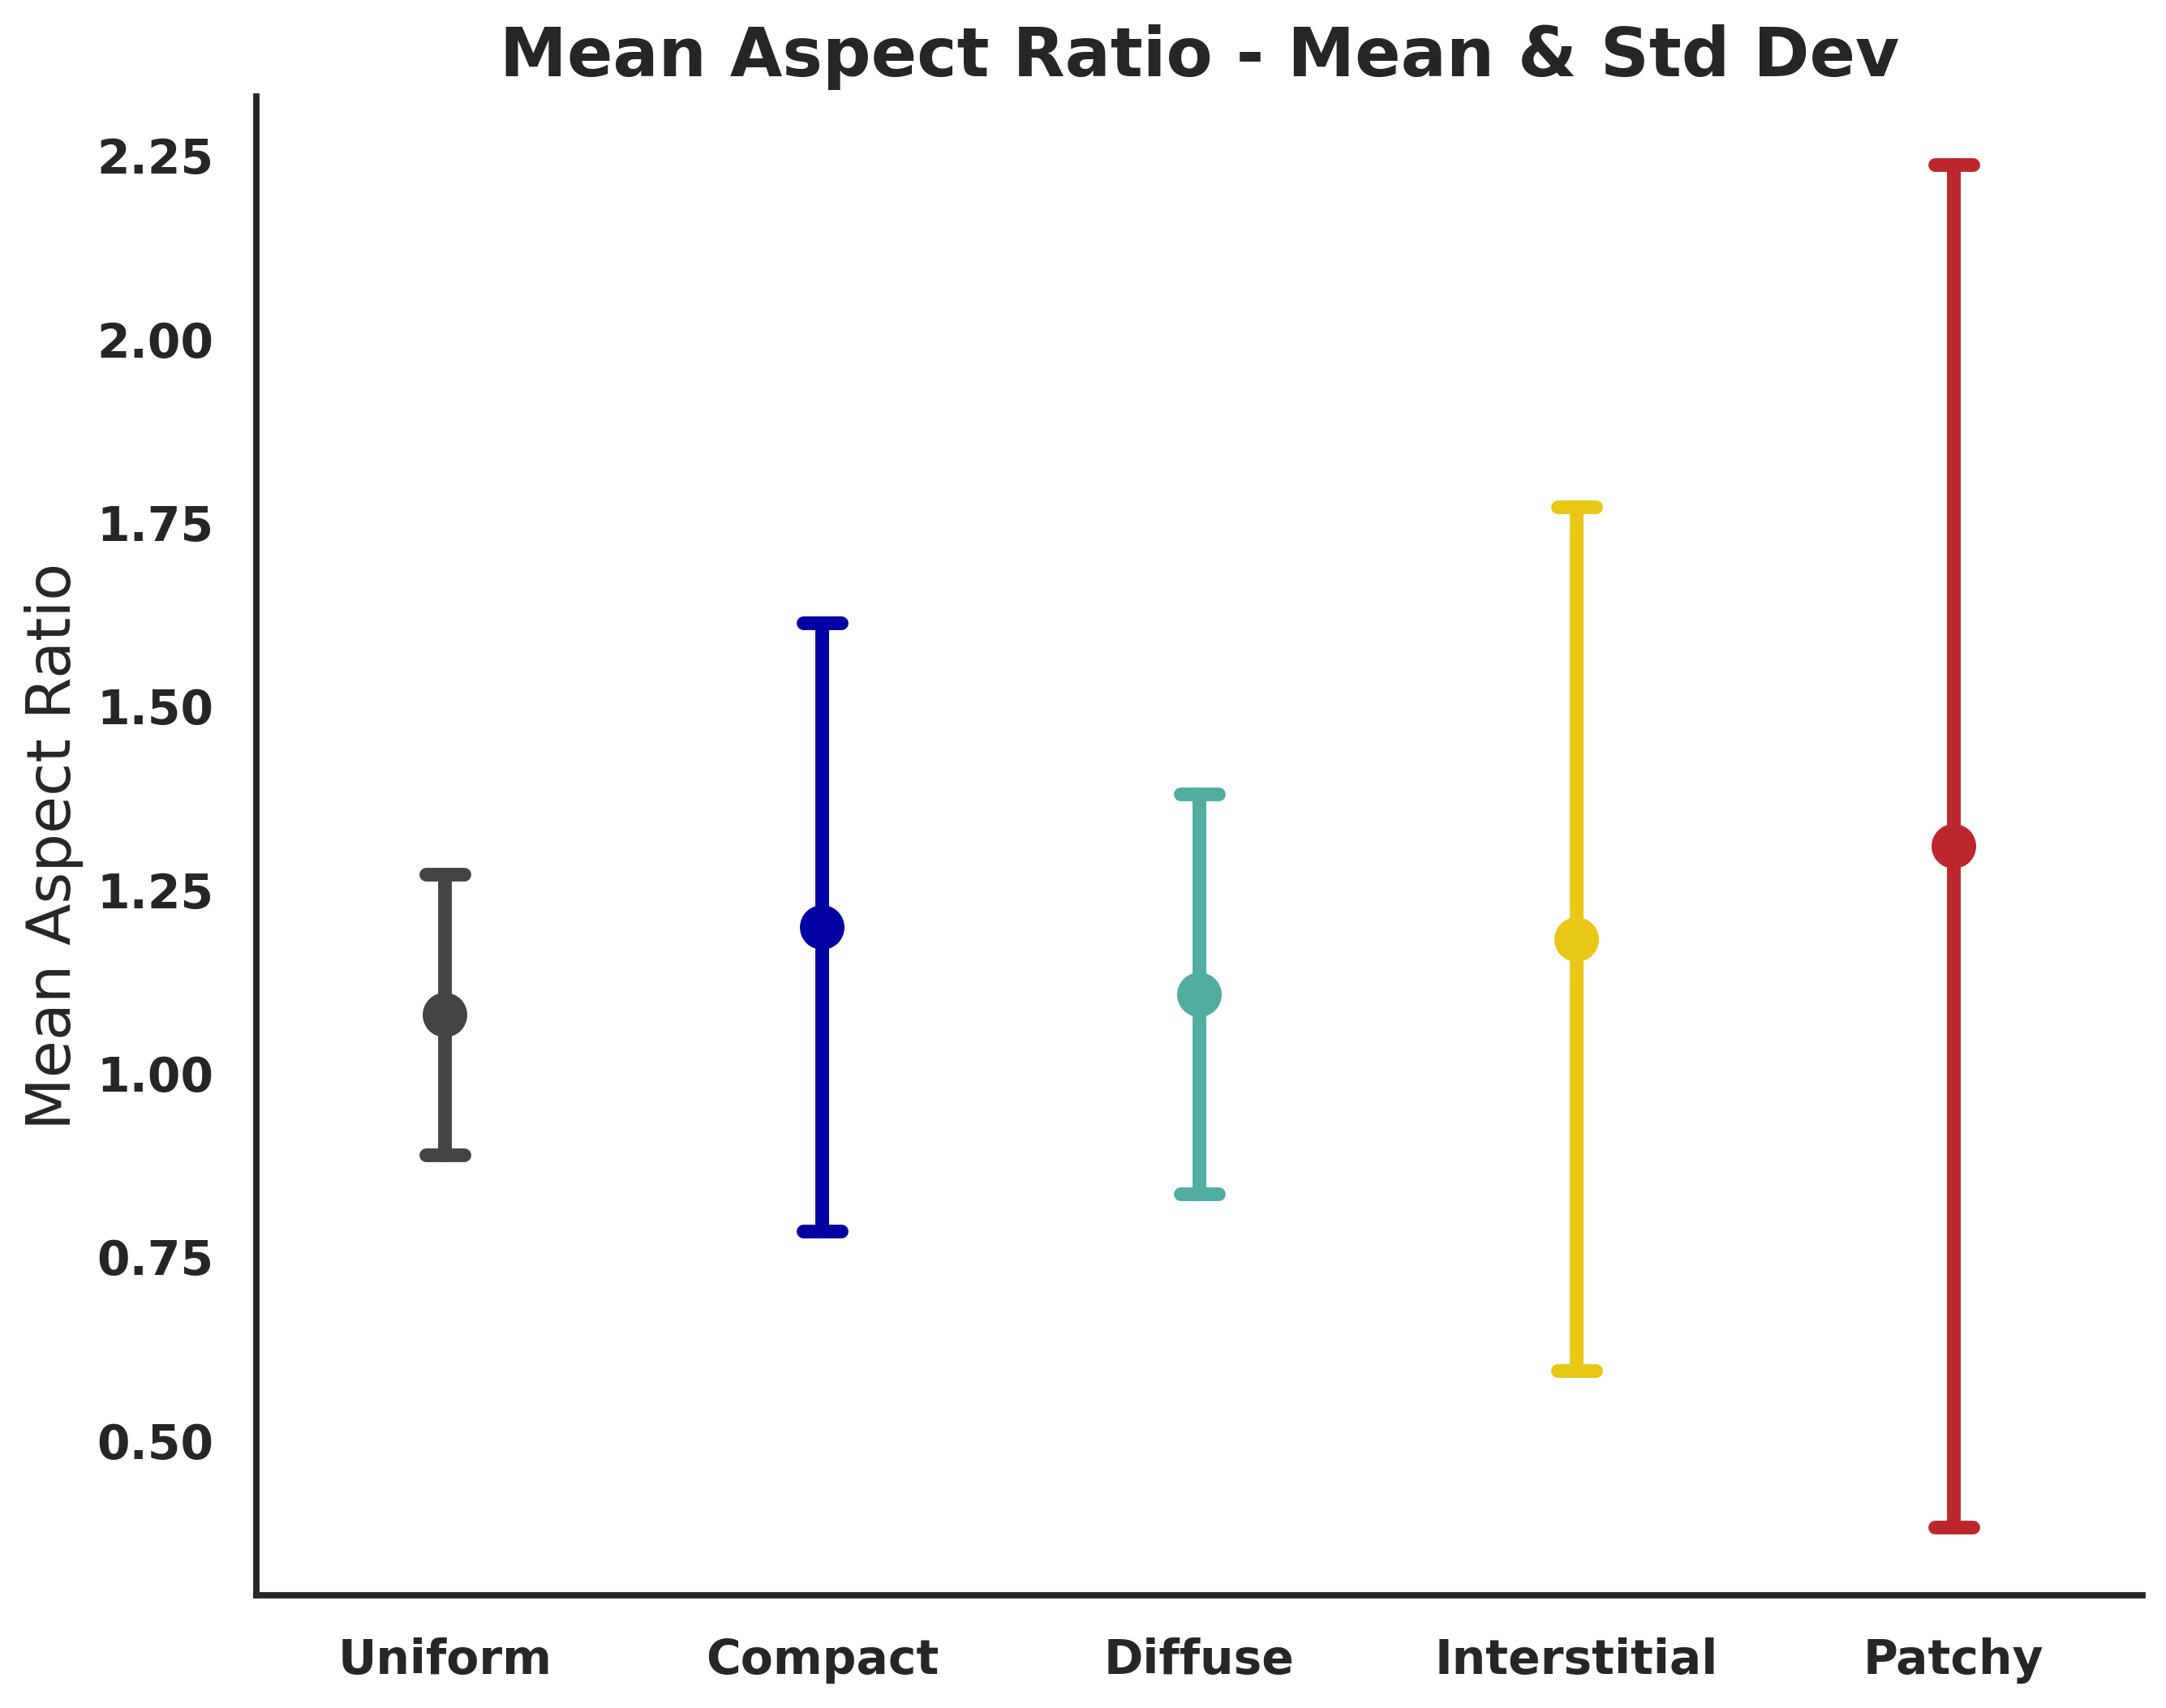 Mean Aspect Ratio - Mean & Std Dev
Mean Aspect Ratio
2.25
2.00
1.75
1.50
1.25
1.00
0.75
0.50
Uniform
Compact
Diffuse
Interstitial
Patchy